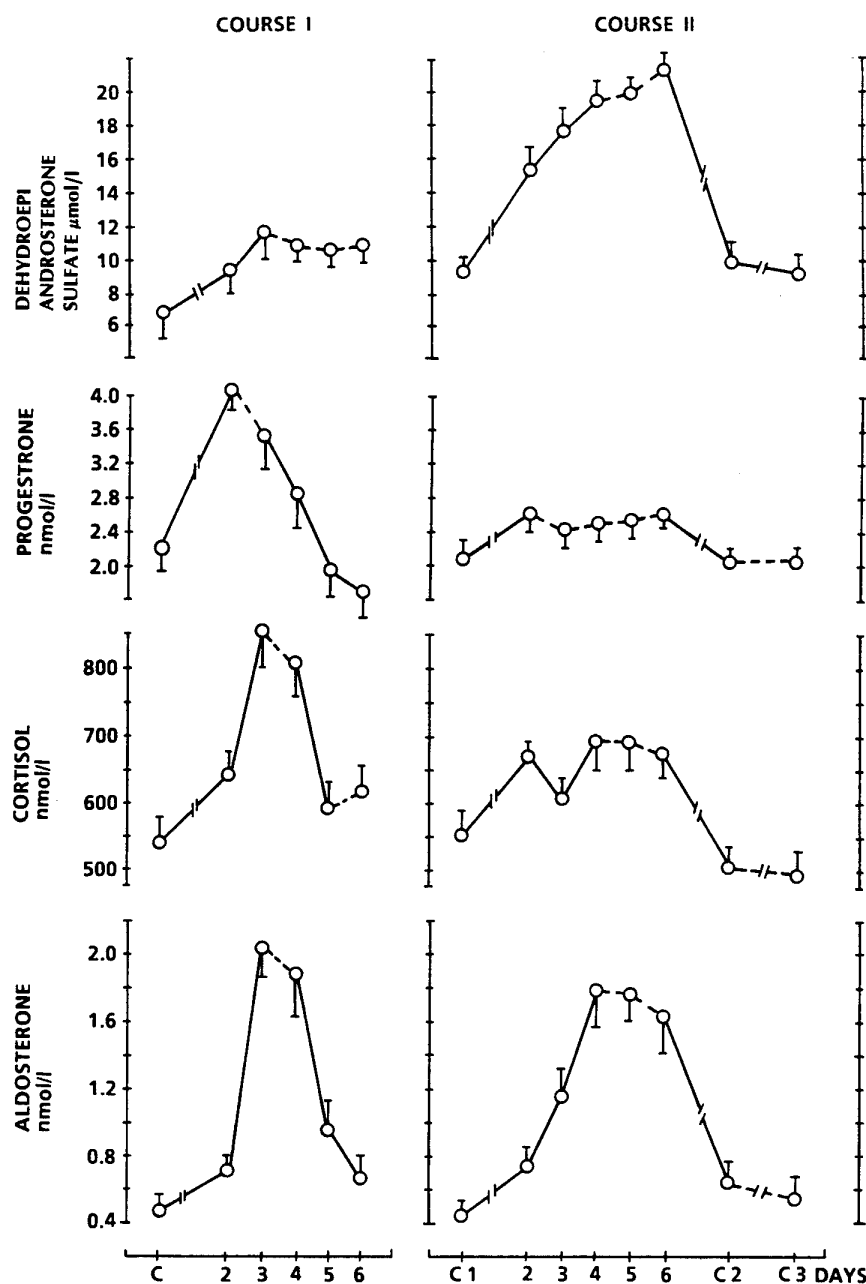 COURSE I
COURSE II
DEHYDROEPI
ANDROSTERONE
SULFATE μmol/l
20
18
16
14
12
10
8
6
PROGESTRONE
nmol/l
4.0
3.6
3.2
2.8
2.4
2.0
CORTISOL
nmol/l
800
700
600
500
ALDOSTERONE
nmol/l
2.0
1.6
1.2
0.8
0.4
C 2 3 4 5 6
C1 2 3 4 5 6 C2 C3 DAYS